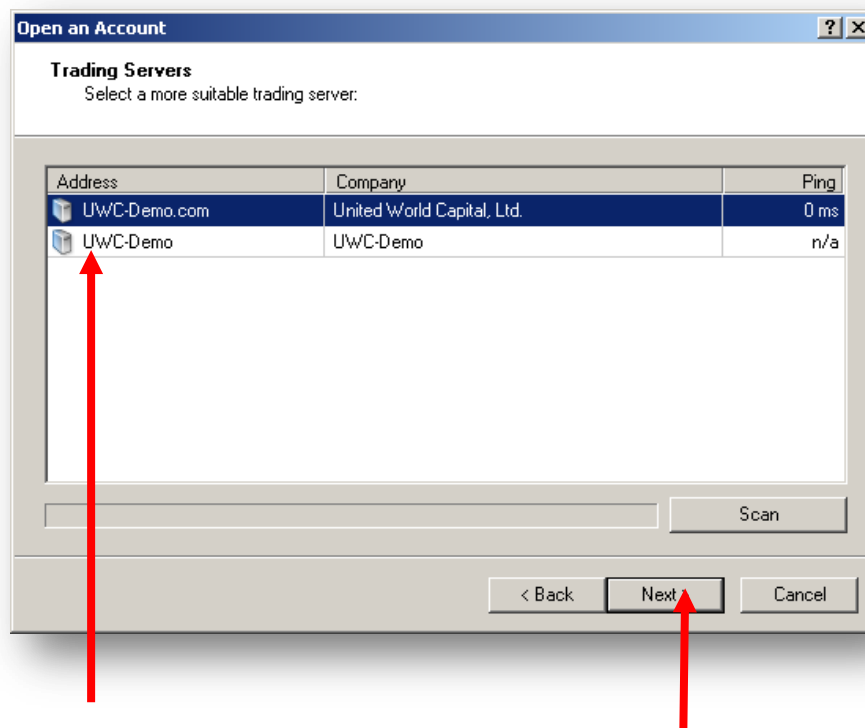 Open an Account
Trading Servers
Select a more suitable trading server:
Address Company Ping
UWC-Demo.com United World Capital, Ltd. 0 ms
UWC-Demo UWC-Demo n/a
Scan
< Back Next > Cancel